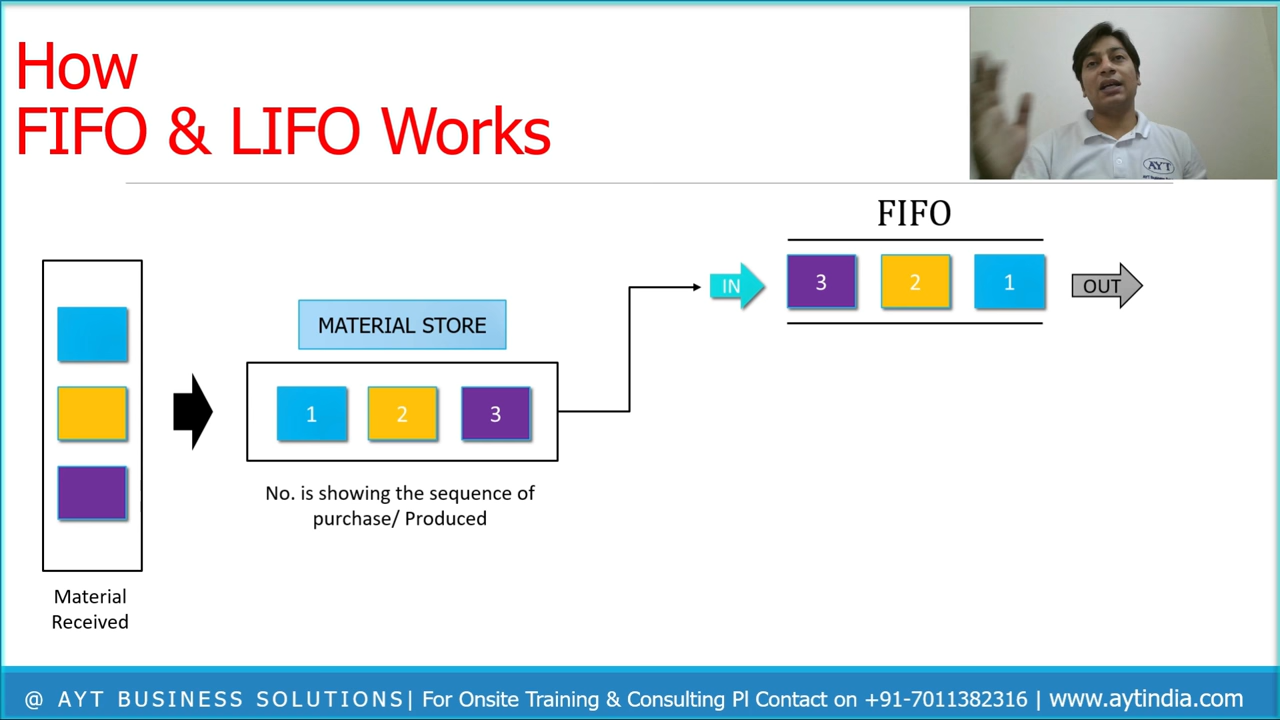 How
FIFO & LIFO Works
AYT
FIFO
IN
3
2
1
OUT
MATERIAL STORE
1
2
3
No. is showing the sequence of
purchase/ Produced
Material
Received
@ AYT BUSINESS SOLUTIONS| For Onsite Training & Consulting Pl Contact on +91-7011382316 | www.aytindia.com